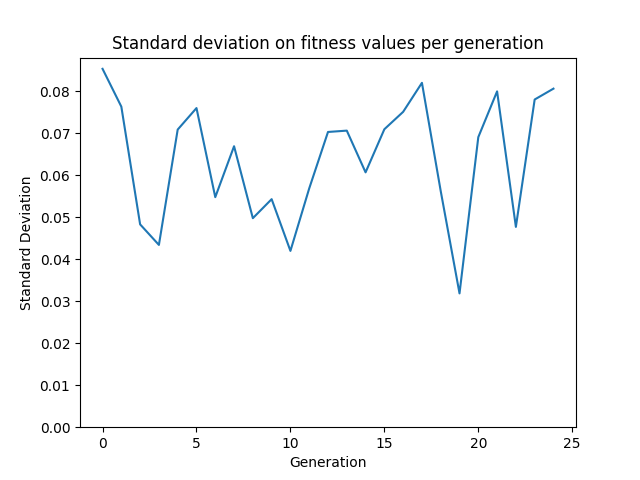 Standard deviation on fitness values per generation
Standard Deviation
0.08
0.07
0.06
0.05
0.04
0.03
0.02
0.01
0.00
0 5 10 15 20 25
Generation